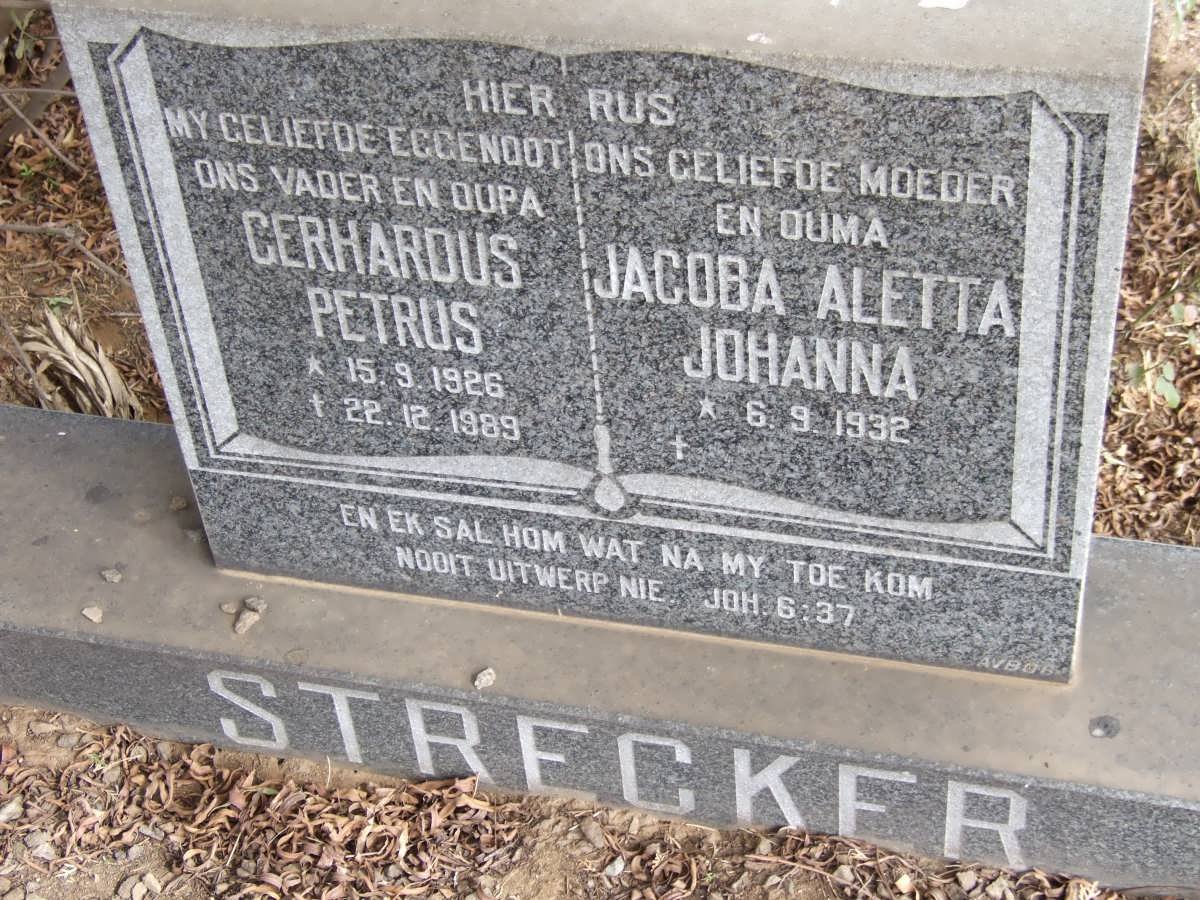 HIER RUS
MY GELIEFDE EGGENOOT
ONS VADER EN OUPA
GERHARDUS
PETRUS
* 15.9.1926
† 22.12.1989
ONS GELIEFDE MOEDER
EN OUMA
JACOBA ALETTA
JOHANNA
* 6.9.1932
†
EN EK SAL HOM WAT NA MY TOE KOM
NOOIT UITWERP NIE. JOH. 6:37
AVBOB
STRECKER